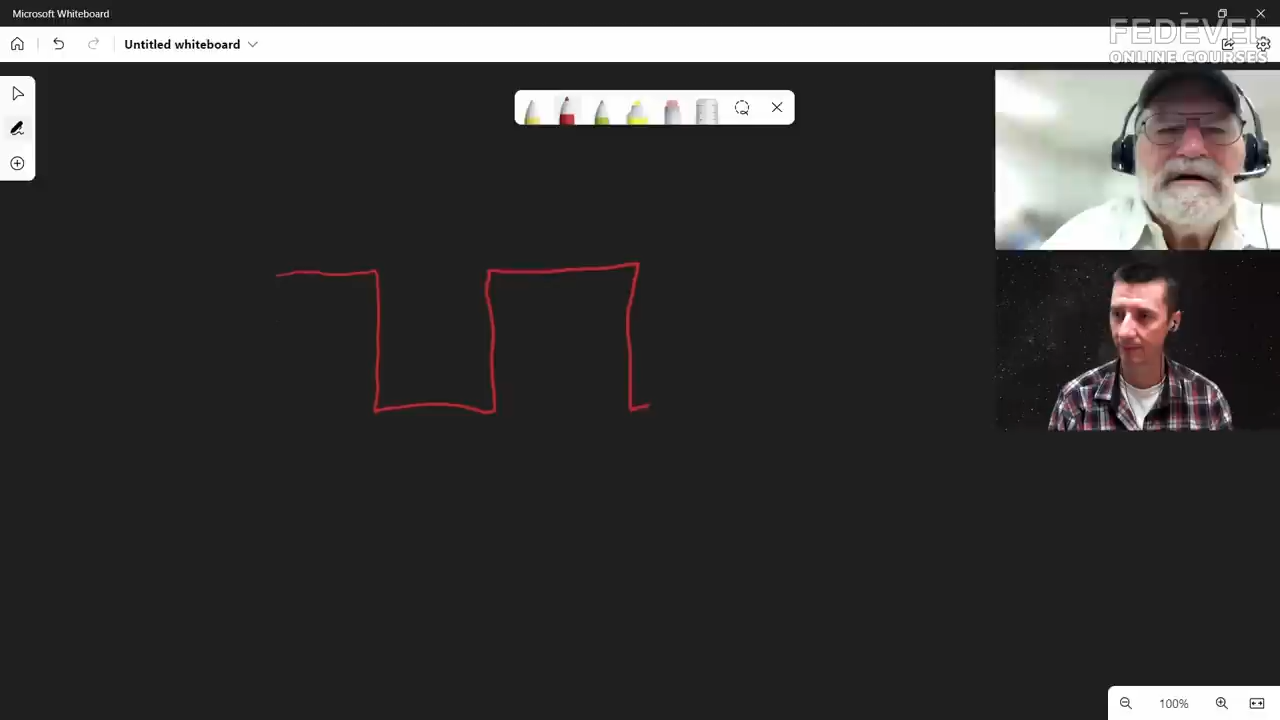 Microsoft Whiteboard
FEDEVEL
Untitled whiteboard
ONLINE COURSES
100%